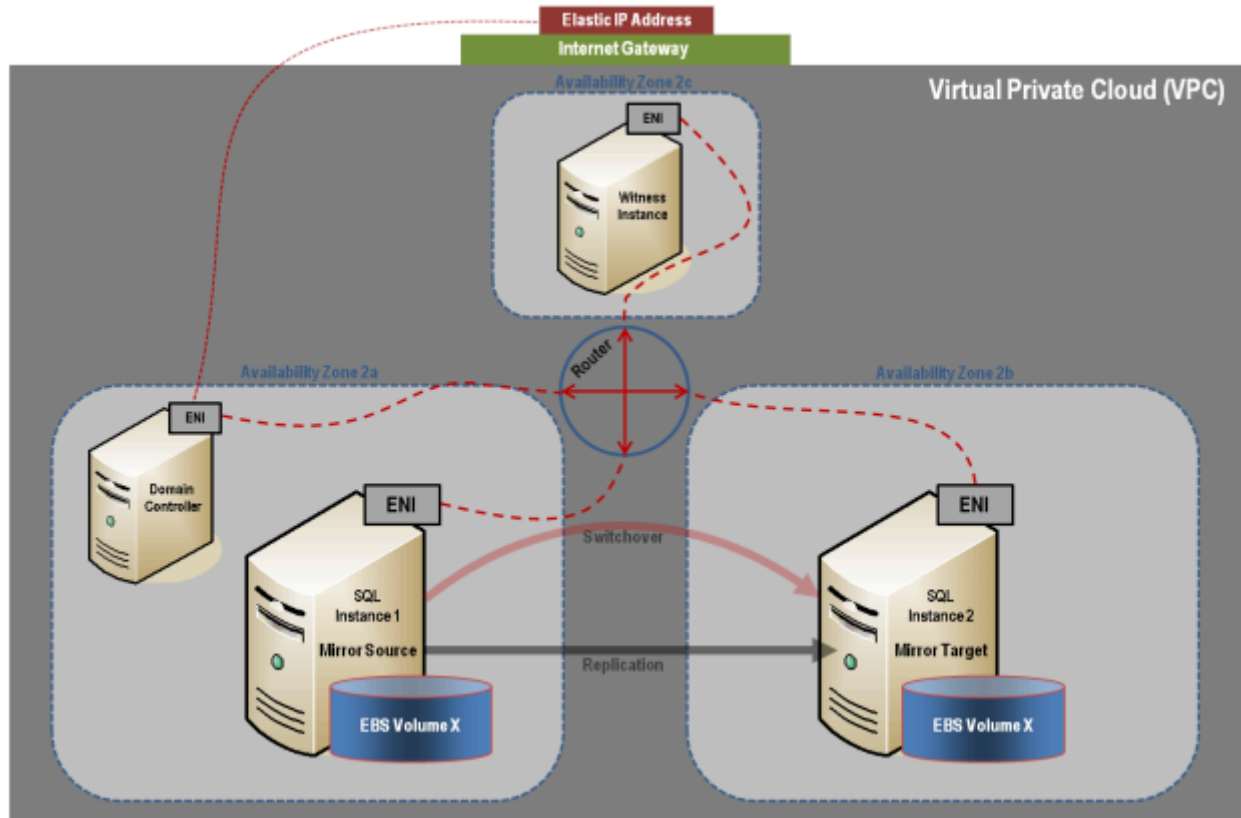 Elastic IP Address
Internet Gateway
Virtual Private Cloud (VPC)
Availability Zone 2c
ENI
Witness
Instance
Router
Availability Zone 2a
Availability Zone 2b
ENI
Domain
Controller
ENI
ENI
Switchover
SQL
Instance 1
Mirror Source
SQL
Instance 2
Mirror Target
Replication
EBS Volume X
EBS Volume X